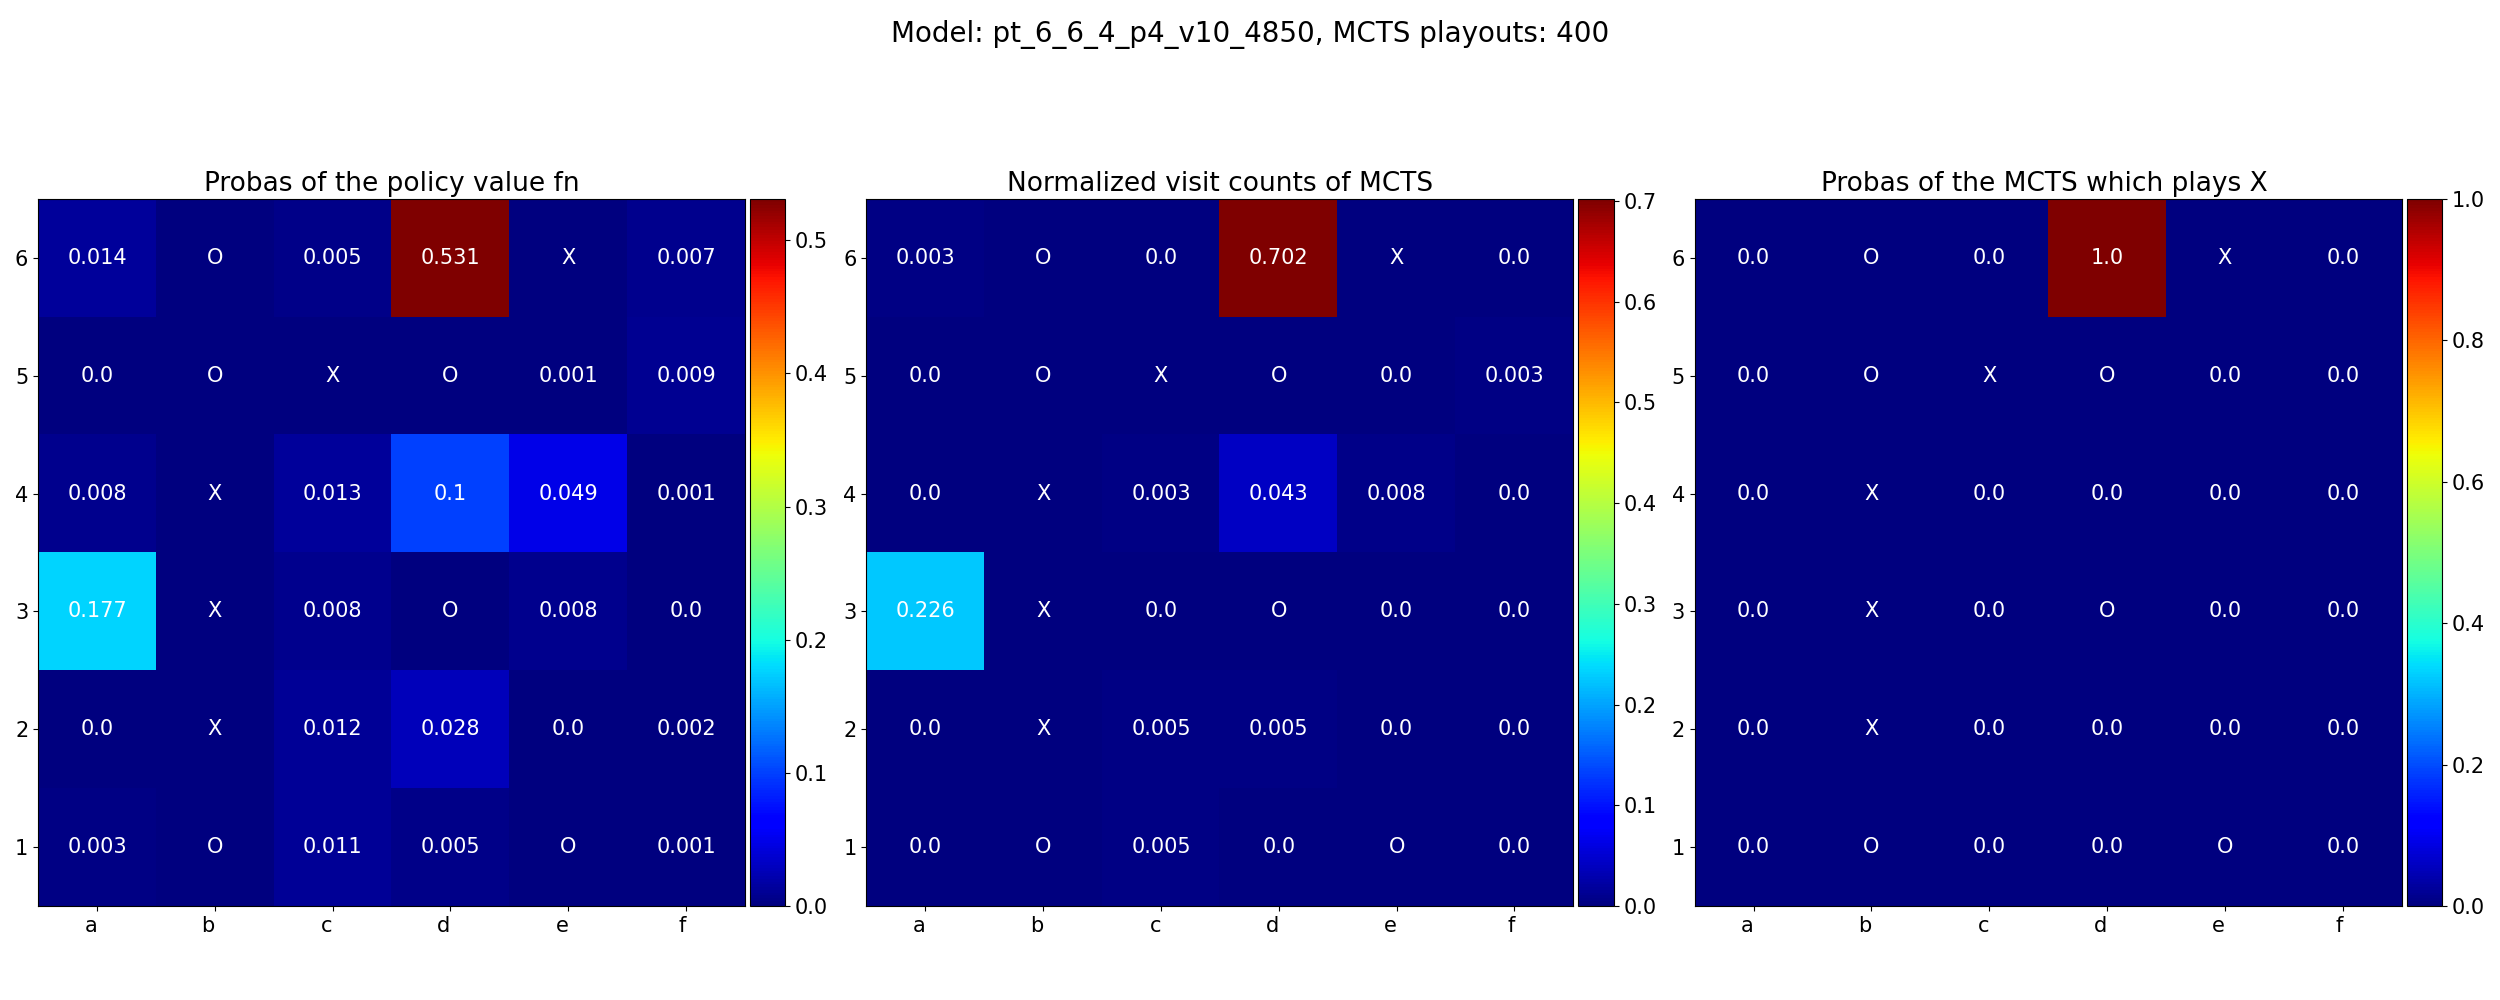 Model: pt_6_6_4_p4_v10_4850, MCTS playouts: 400
Probas of the policy value fn
6 0.014 O 0.005 0.531 X 0.007
5 0.0 O X O 0.001 0.009
4 0.008 X 0.013 0.1 0.049 0.001
3 0.177 X 0.008 O 0.008 0.0
2 0.0 X 0.012 0.028 0.0 0.002
1 0.003 O 0.011 0.005 O 0.001
a b c d e f
0.5
0.4
0.3
0.2
0.1
0.0
Normalized visit counts of MCTS
6 0.003 O 0.0 0.702 X 0.0
5 0.0 O X O 0.0 0.003
4 0.0 X 0.003 0.043 0.008 0.0
3 0.226 X 0.0 O 0.0 0.0
2 0.0 X 0.005 0.005 0.0 0.0
1 0.0 O 0.005 0.0 O 0.0
a b c d e f
0.7
0.6
0.5
0.4
0.3
0.2
0.1
0.0
Probas of the MCTS which plays X
6 0.0 O 0.0 1.0 X 0.0
5 0.0 O X O 0.0 0.0
4 0.0 X 0.0 0.0 0.0 0.0
3 0.0 X 0.0 O 0.0 0.0
2 0.0 X 0.0 0.0 0.0 0.0
1 0.0 O 0.0 0.0 O 0.0
a b c d e f
1.0
0.8
0.6
0.4
0.2
0.0